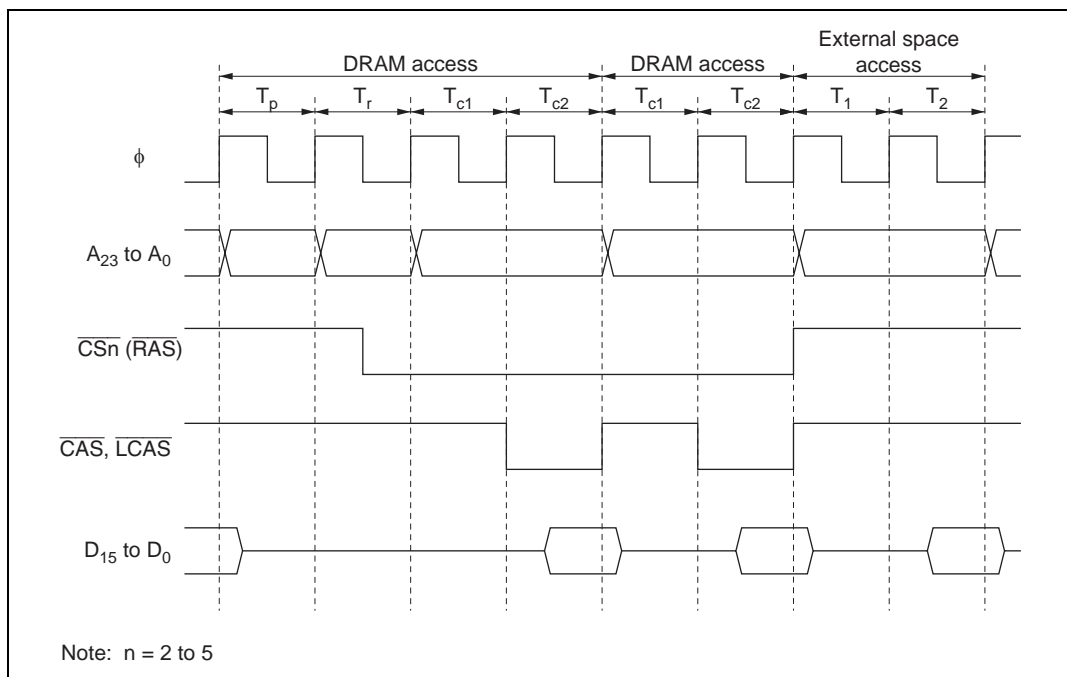 External space
DRAM access DRAM access access
Tp Tr Tc1 Tc2 Tc1 Tc2 T1 T2
ϕ
A23 to A0
CSn (RAS)
CAS, LCAS
D15 to D0
Note: n = 2 to 5